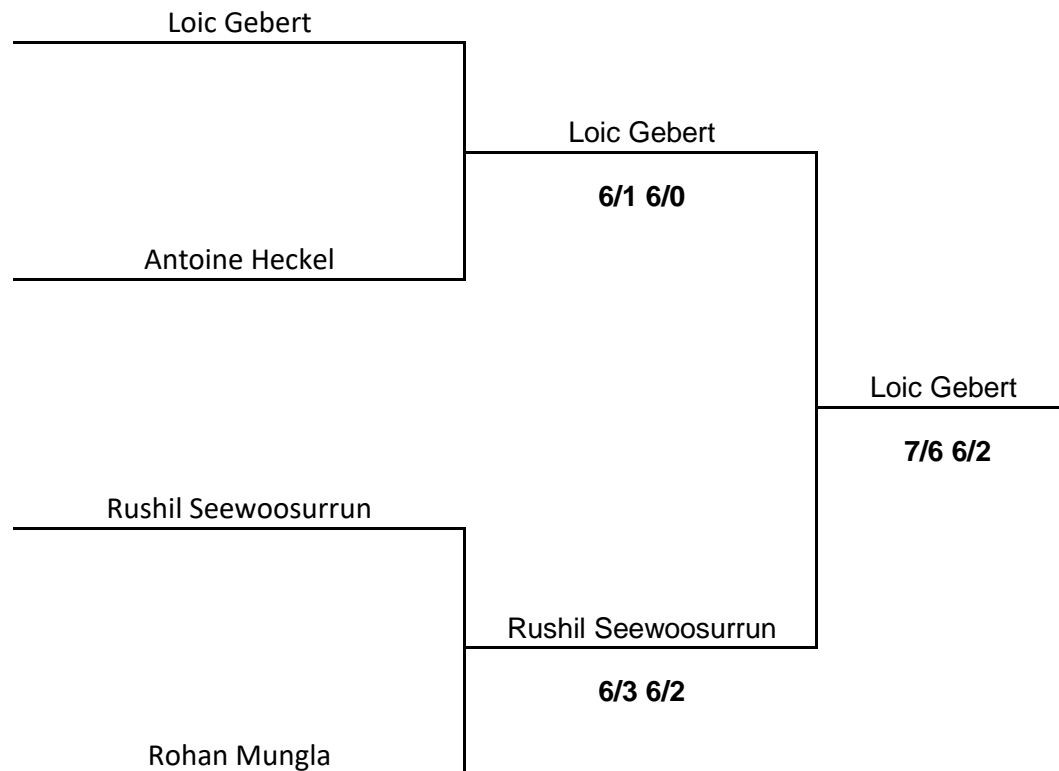 Loic Gebert
Loic Gebert
6/1 6/0
Antoine Heckel
Loic Gebert
7/6 6/2
Rushil Seewoosurrun
Rushil Seewoosurrun
6/3 6/2
Rohan Mungla